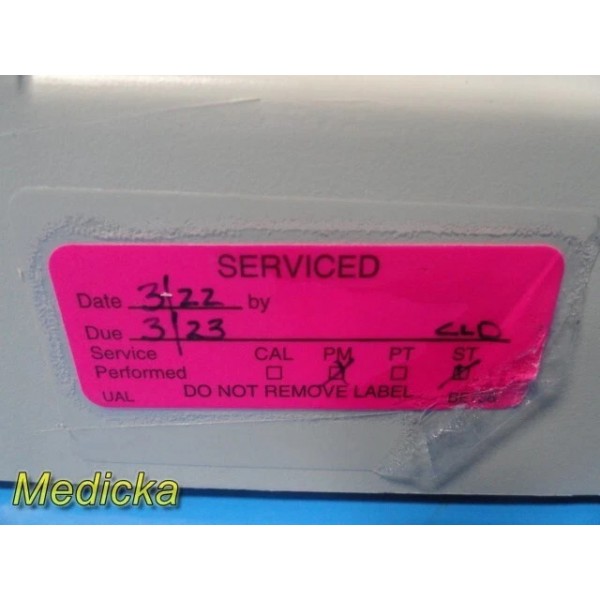 SERVICED
Date 3/22 by
Due 3/23 CLD
Service CAL PM PT ST
Performed
UAL DO NOT REMOVE LABEL
Medicka